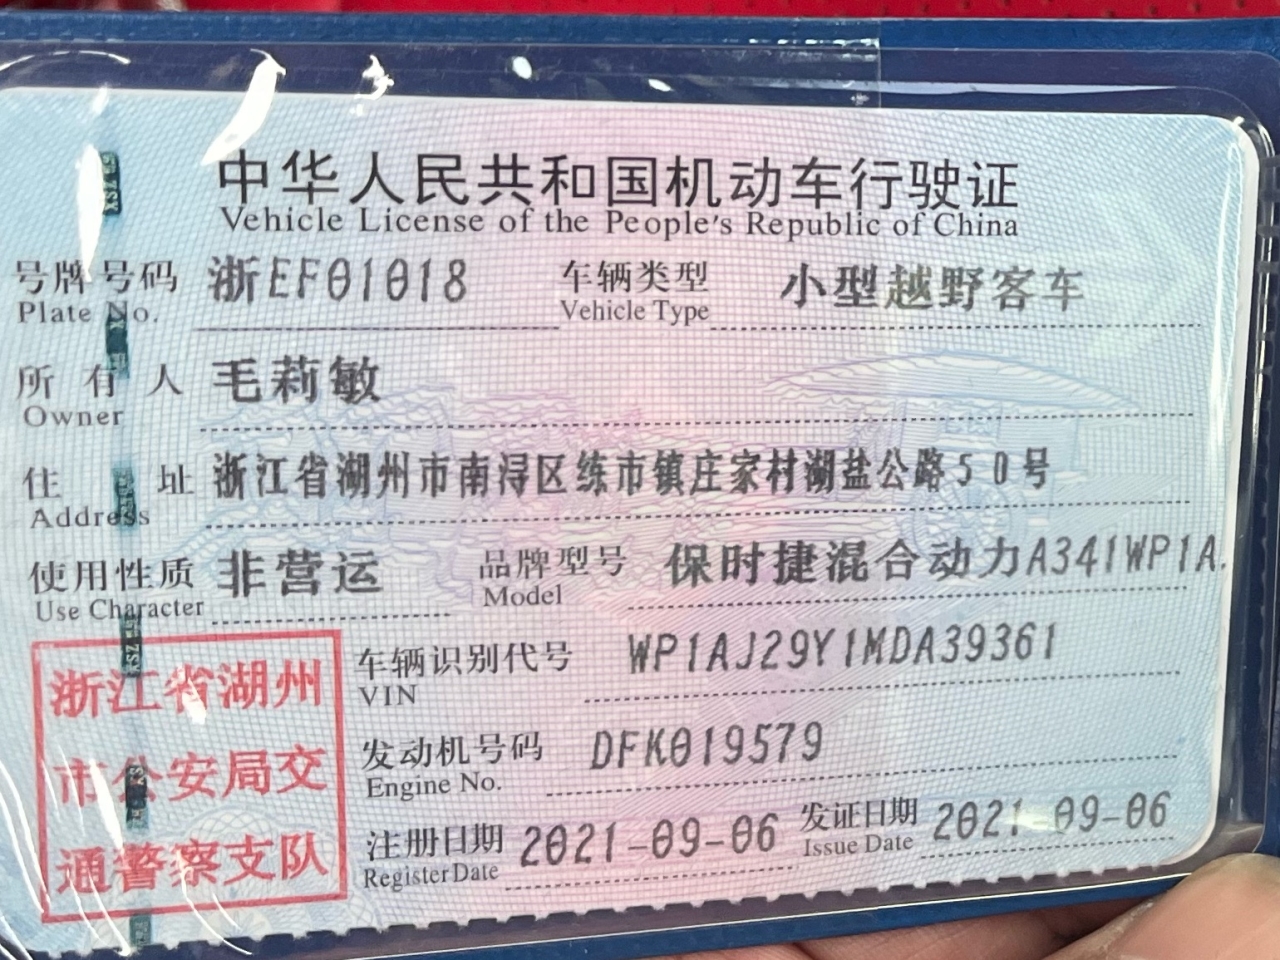 中华人民共和国机动车行驶证
Vehicle License of the People's Republic of China
号牌号码 浙EF01018 车辆类型 小型越野客车
Plate No. Vehicle Type
所有人 毛莉敏
Owner
住址 浙江省湖州市南浔区练市镇庄家村湖盐公路50号
Address
使用性质 非营运 品牌型号 保时捷混合动力A341WP1A.
Use Character Model
浙江省湖州
市公安局交
通警察支队
车辆识别代号 WP1AJ29Y1MDA39361
VIN
发动机号码 DFK019579
Engine No.
注册日期 2021-09-06 发证日期 2021-09-06
Register Date Issue Date